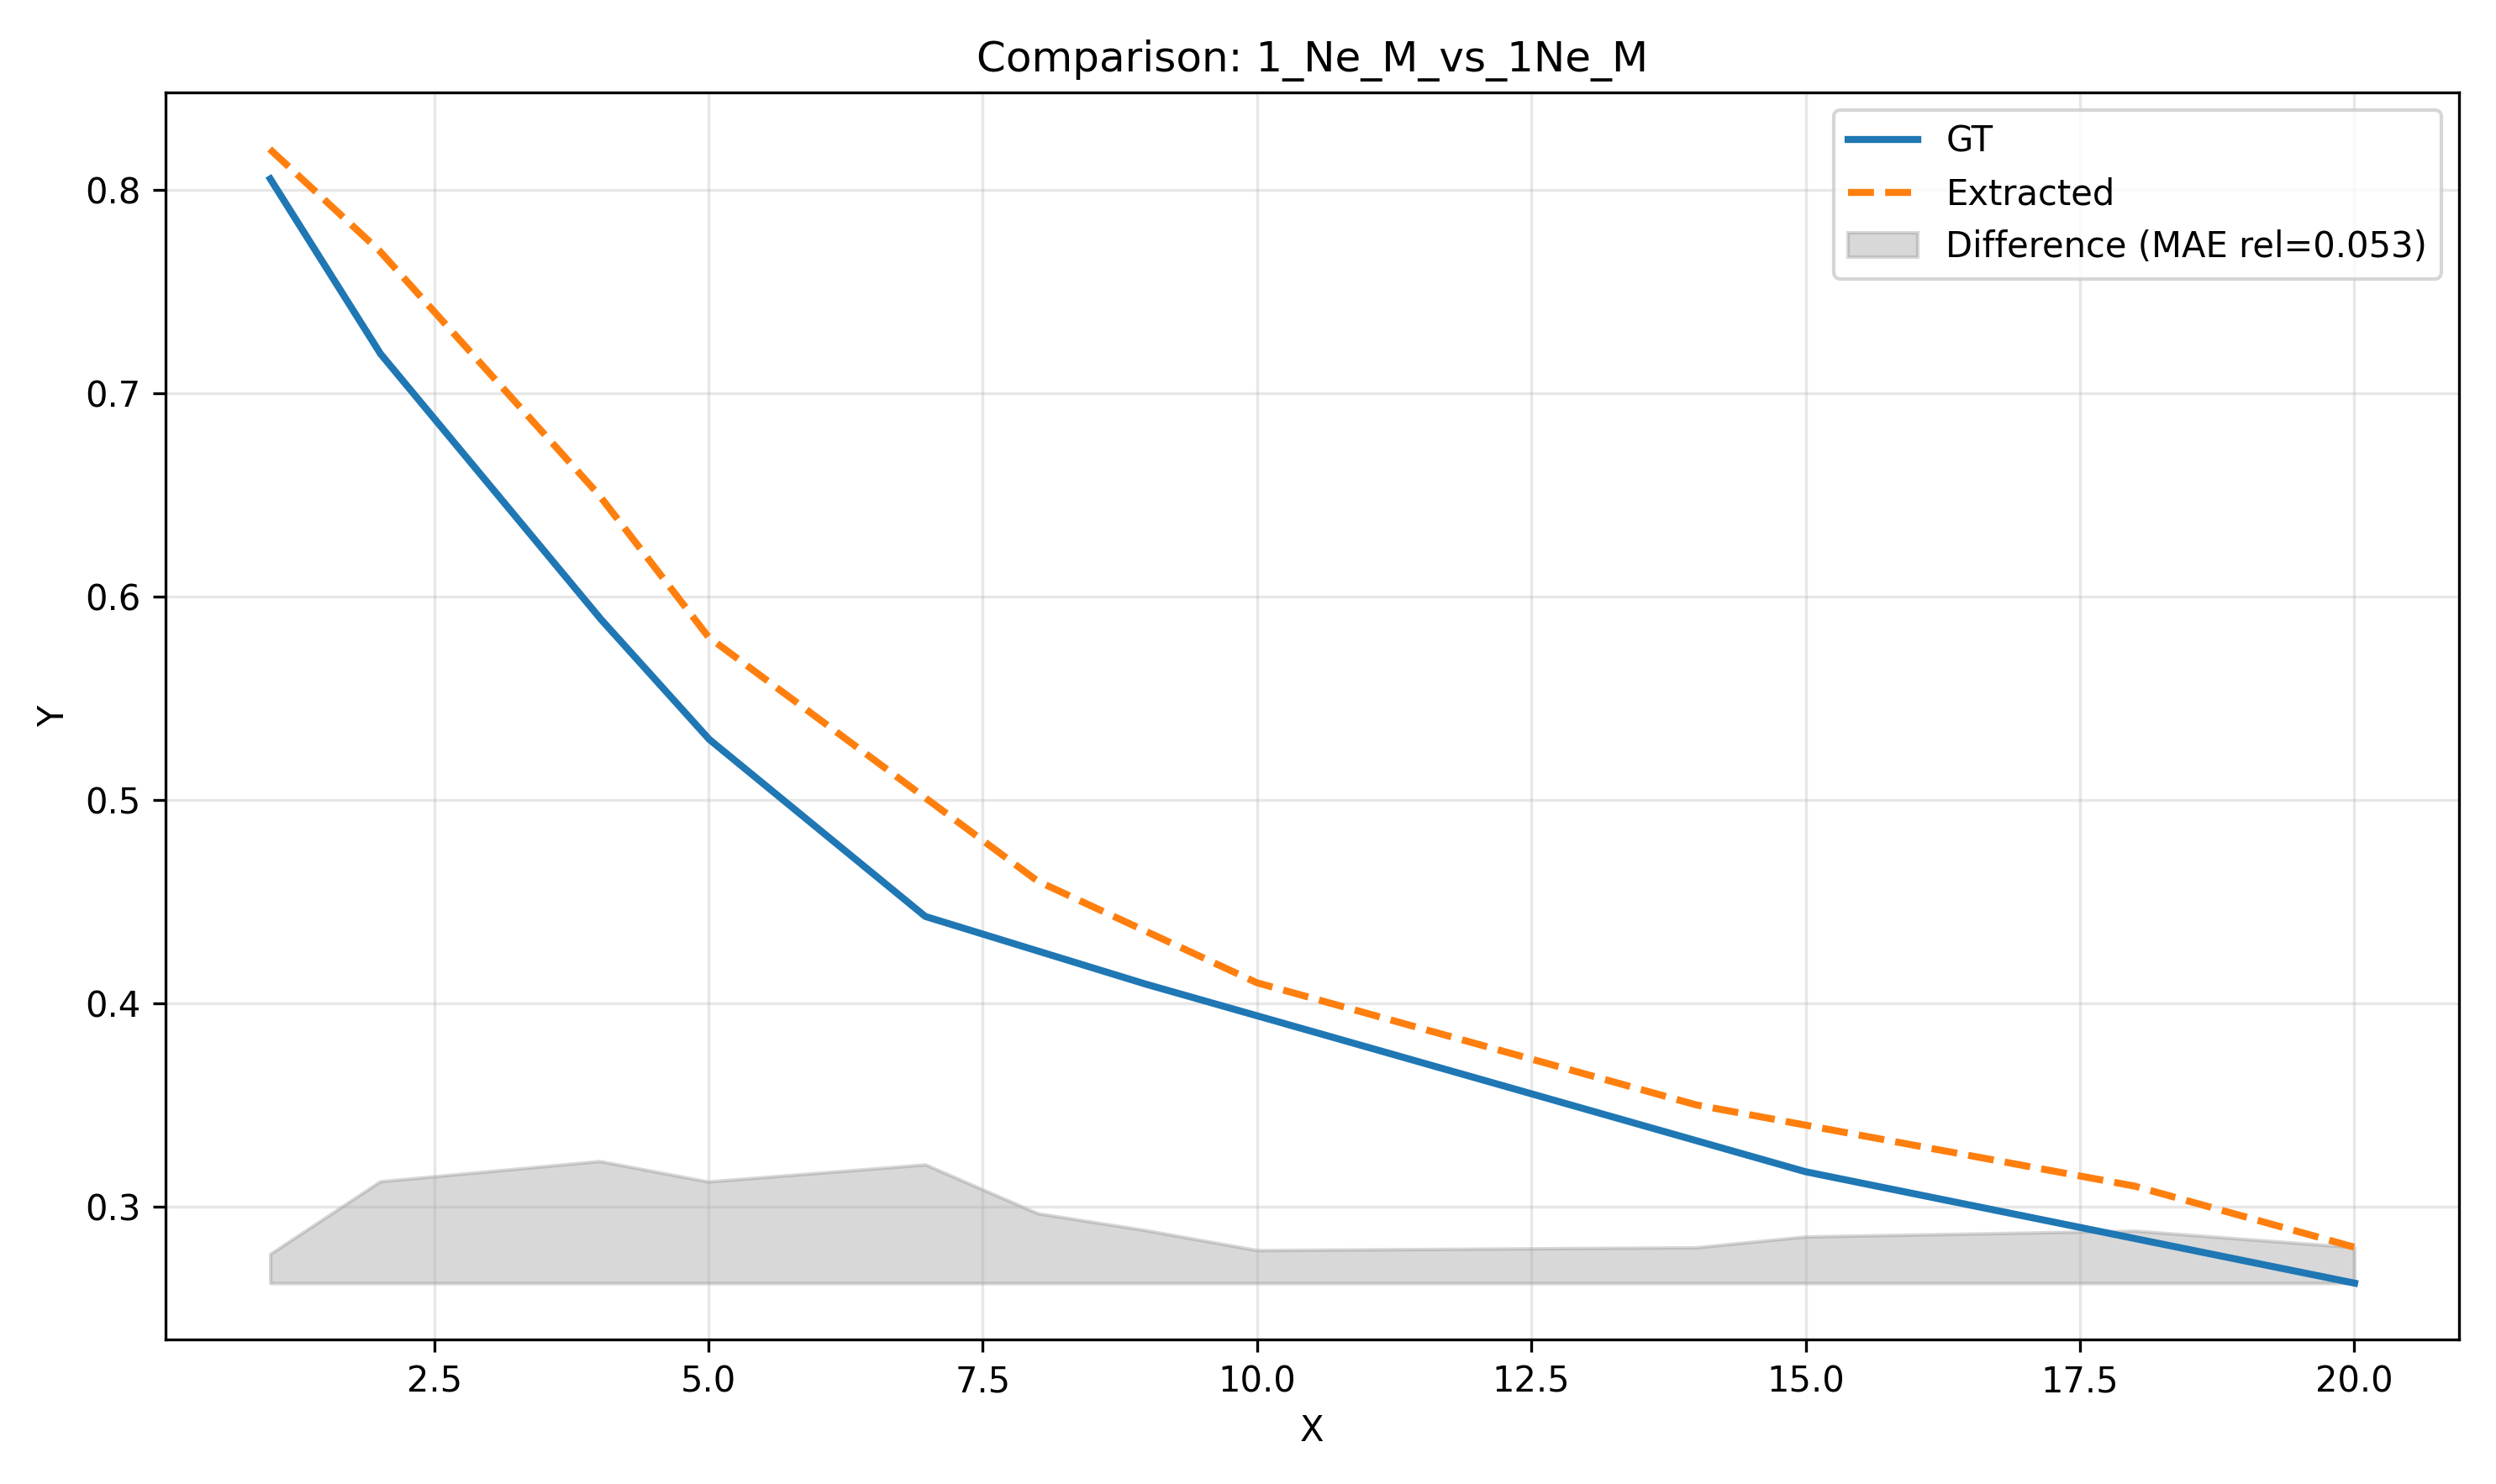 Comparison: 1_Ne_M_vs_1Ne_M
GT
Extracted
Difference (MAE rel=0.053)
0.8
0.7
0.6
0.5
0.4
0.3
Y
2.5 5.0 7.5 10.0 12.5 15.0 17.5 20.0
X